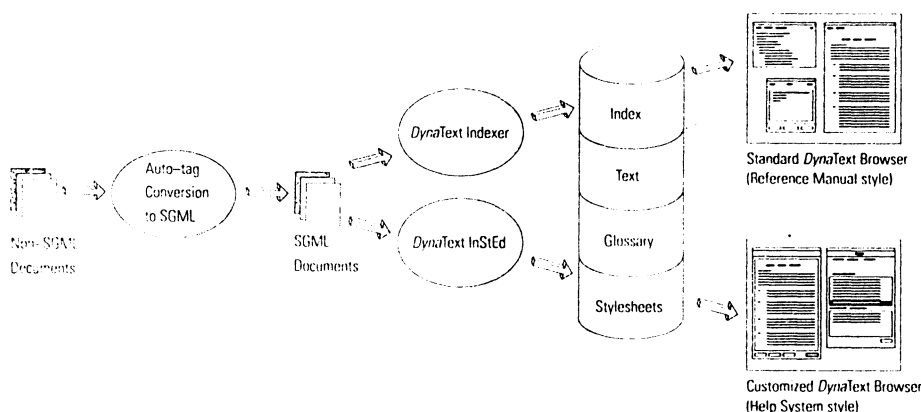 Non-SGML
Documents
Auto-tag
Conversion
to SGML
SGML
Documents
DynaText Indexer
DynaText InStEd
Index
Text
Glossary
Stylesheets
Standard DynaText Browser
(Reference Manual style)
Customized DynaText Browser
(Help System style)